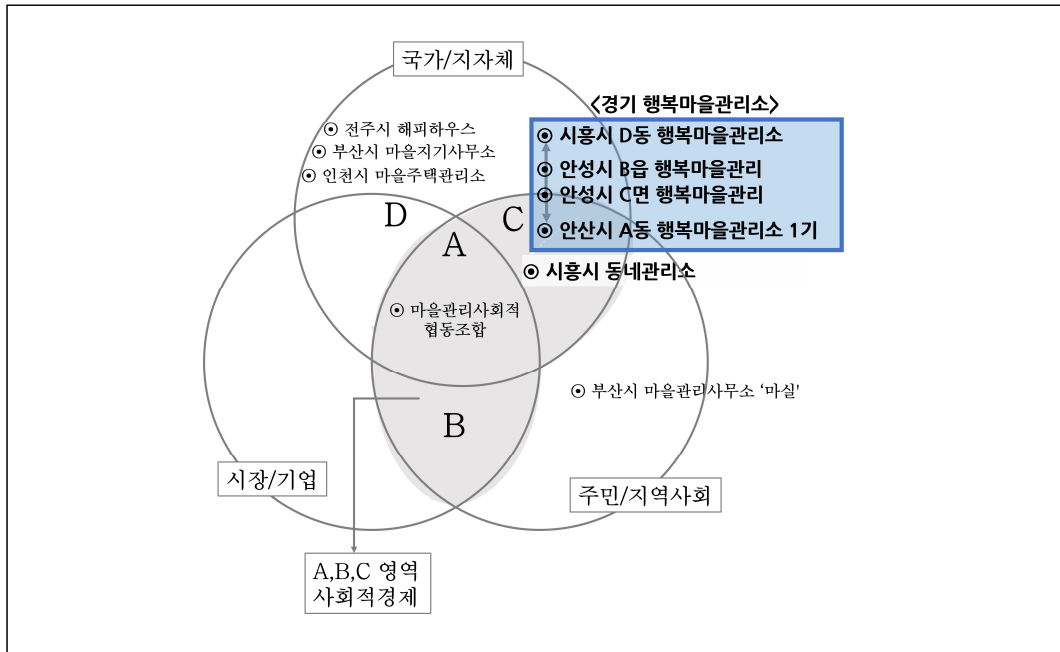 국가/지자체
<경기 행복마을관리소>
⊙ 전주시 해피하우스
⊙ 부산시 마을지기사무소
⊙ 인천시 마을주택관리소
⊙ 시흥시 D동 행복마을관리소
⊙ 안성시 B읍 행복마을관리
⊙ 안성시 C면 행복마을관리
⊙ 안산시 A동 행복마을관리소 1기
D
C
A
⊙ 시흥시 동네관리소
⊙ 마을관리사회적
협동조합
⊙ 부산시 마을관리사무소 ‘마실'
B
시장/기업
주민/지역사회
A,B,C 영역
사회적경제